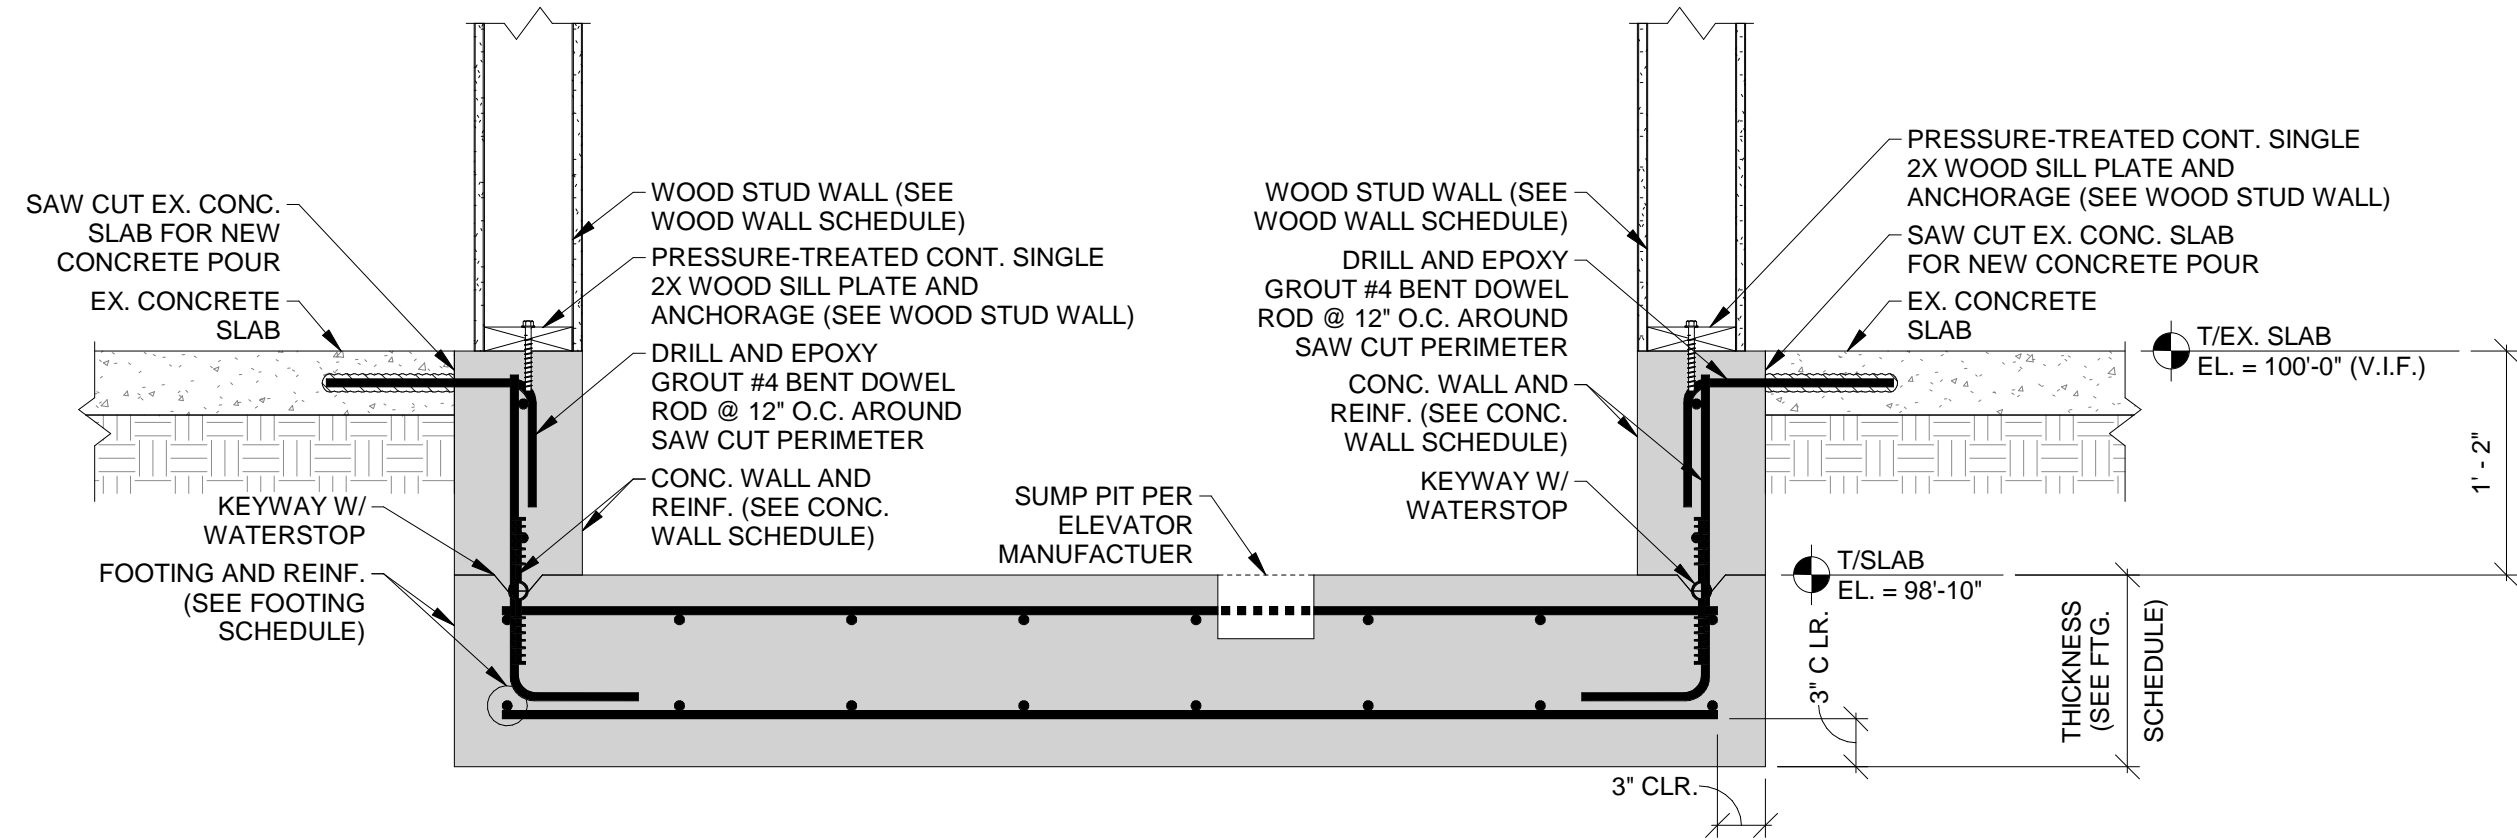 SAW CUT EX. CONC.
SLAB FOR NEW
CONCRETE POUR
EX. CONCRETE
SLAB
KEYWAY W/
WATERSTOP
FOOTING AND REINF.
(SEE FOOTING
SCHEDULE)
WOOD STUD WALL (SEE
WOOD WALL SCHEDULE)
PRESSURE-TREATED CONT. SINGLE
2X WOOD SILL PLATE AND
ANCHORAGE (SEE WOOD STUD WALL)
DRILL AND EPOXY
GROUT #4 BENT DOWEL
ROD @ 12" O.C. AROUND
SAW CUT PERIMETER
CONC. WALL AND
REINF. (SEE CONC.
WALL SCHEDULE)
SUMP PIT PER
ELEVATOR
MANUFACTUER
WOOD STUD WALL (SEE
WOOD WALL SCHEDULE)
DRILL AND EPOXY
GROUT #4 BENT DOWEL
ROD @ 12" O.C. AROUND
SAW CUT PERIMETER
CONC. WALL AND
REINF. (SEE CONC.
WALL SCHEDULE)
KEYWAY W/
WATERSTOP
PRESSURE-TREATED CONT. SINGLE
2X WOOD SILL PLATE AND
ANCHORAGE (SEE WOOD STUD WALL)
SAW CUT EX. CONC. SLAB
FOR NEW CONCRETE POUR
EX. CONCRETE
SLAB
T/EX. SLAB
EL. = 100'-0" (V.I.F.)
1' - 2"
T/SLAB
EL. = 98'-10"
3" C LR.
THICKNESS
(SEE FTG.
SCHEDULE)
3" CLR.